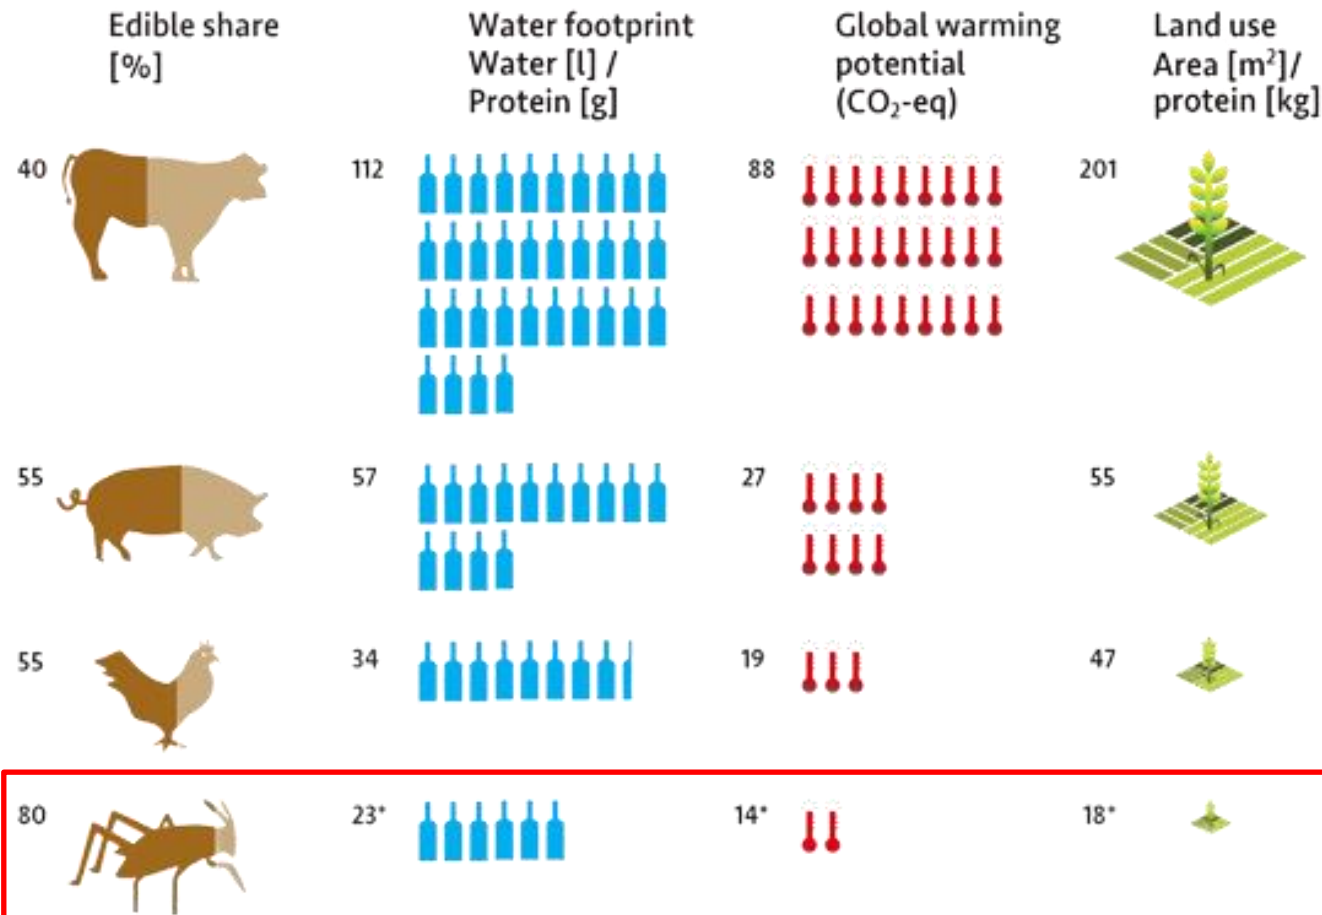 Edible share
[%]
Water footprint
Water [l] /
Protein [g]
Global warming
potential
(CO₂-eq)
Land use
Area [m²]/
protein [kg]
40 112 88 201
55 57 27 55
55 34 19 47
80 23* 14* 18*